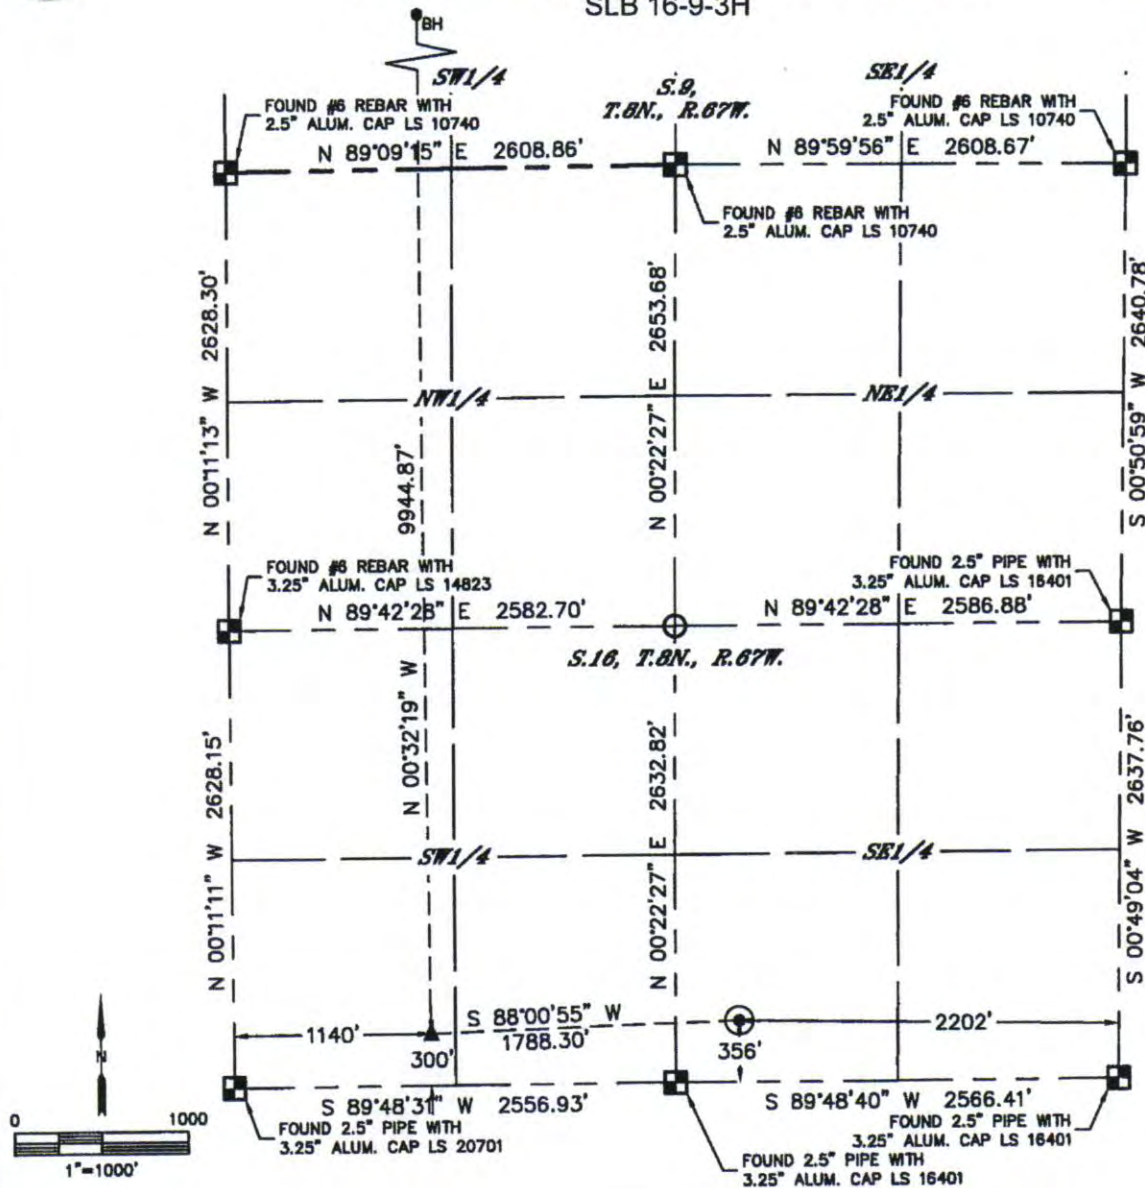 SLB 16-9-3H
BH
SW1/4
SE1/4
S.9,
T.6N., R.67W.
FOUND #6 REBAR WITH
2.5" ALUM. CAP LS 10740
FOUND #6 REBAR WITH
2.5" ALUM. CAP LS 10740
N 89°09'15" E 2608.86'
N 89°59'56" E 2608.67'
FOUND #6 REBAR WITH
2.5" ALUM. CAP LS 10740
N 00°11'13" W 2628.30'
N 00°22'27" E 2653.68'
S 00°50'59" W 2640.78'
NW1/4
NE1/4
9944.87'
FOUND #6 REBAR WITH
3.25" ALUM. CAP LS 14823
FOUND 2.5" PIPE WITH
3.25" ALUM. CAP LS 16401
N 89°42'28" E 2582.70'
N 89°42'28" E 2586.88'
S.16, T.6N., R.67W.
N 00°32'19" W
N 00°11'11" W 2628.15'
N 00°22'27" E 2632.82'
S 00°49'04" W 2637.76'
SW1/4
SE1/4
1140'
S 88°00'55" W
1788.30'
2202'
300'
356'
N
S 89°48'31" W 2556.93'
S 89°48'40" W 2566.41'
FOUND 2.5" PIPE WITH
3.25" ALUM. CAP LS 20701
FOUND 2.5" PIPE WITH
3.25" ALUM. CAP LS 16401
FOUND 2.5" PIPE WITH
3.25" ALUM. CAP LS 16401
0 1000
1"=1000'